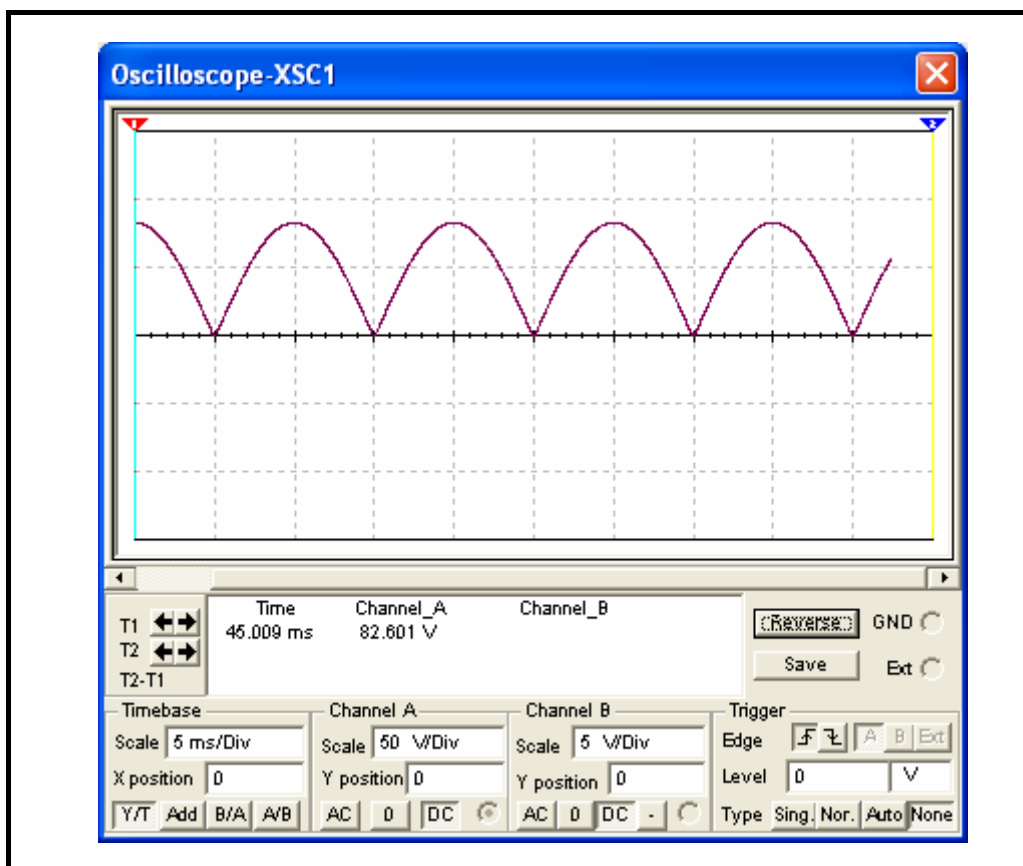 Oscilloscope-XSC1
1 2
Time Channel_A Channel_B
T1 45.009 ms 82.601 V
T2
T2-T1
Reverse GND
Save Ext
Timebase Channel A Channel B Trigger
Scale 5 ms/Div Scale 50 V/Div Scale 5 V/Div Edge A B Ext
X position 0 Y position 0 Y position 0 Level 0 V
Y/T Add B/A A/B AC 0 DC AC 0 DC - Type Sing. Nor. Auto None